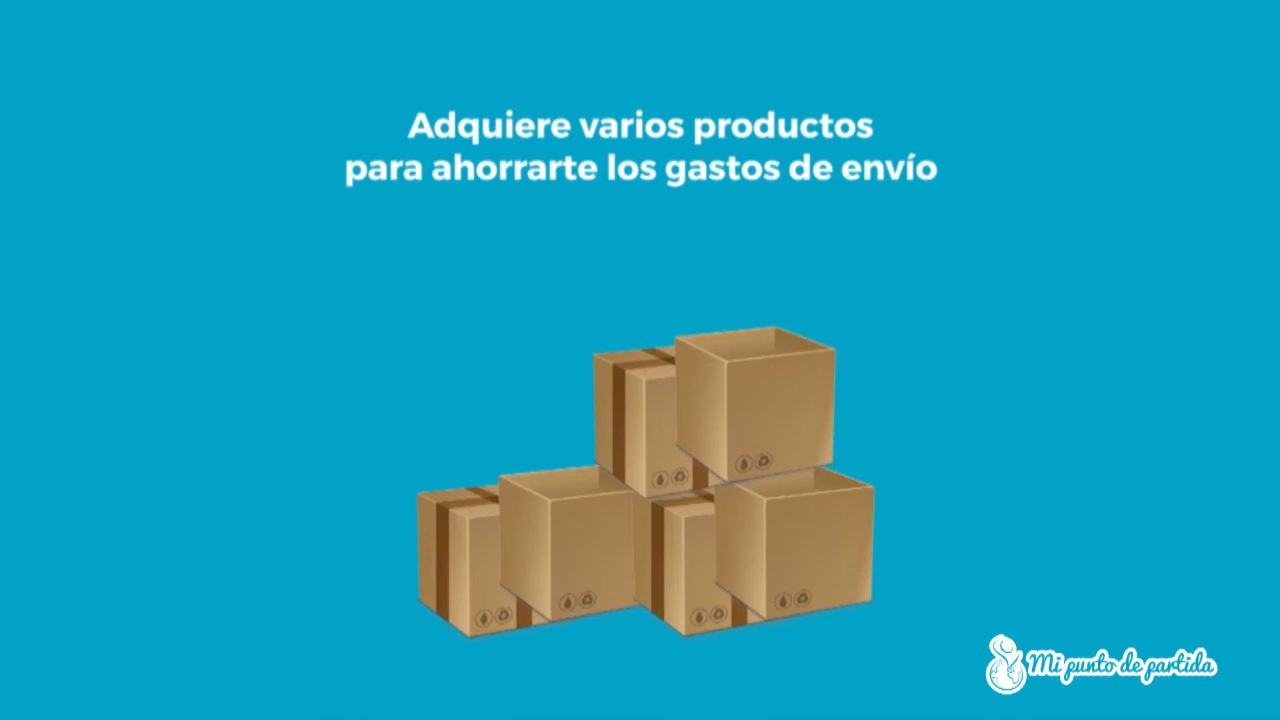 Adquiere varios productos
para ahorrarte los gastos de envío
Mi punto de partida